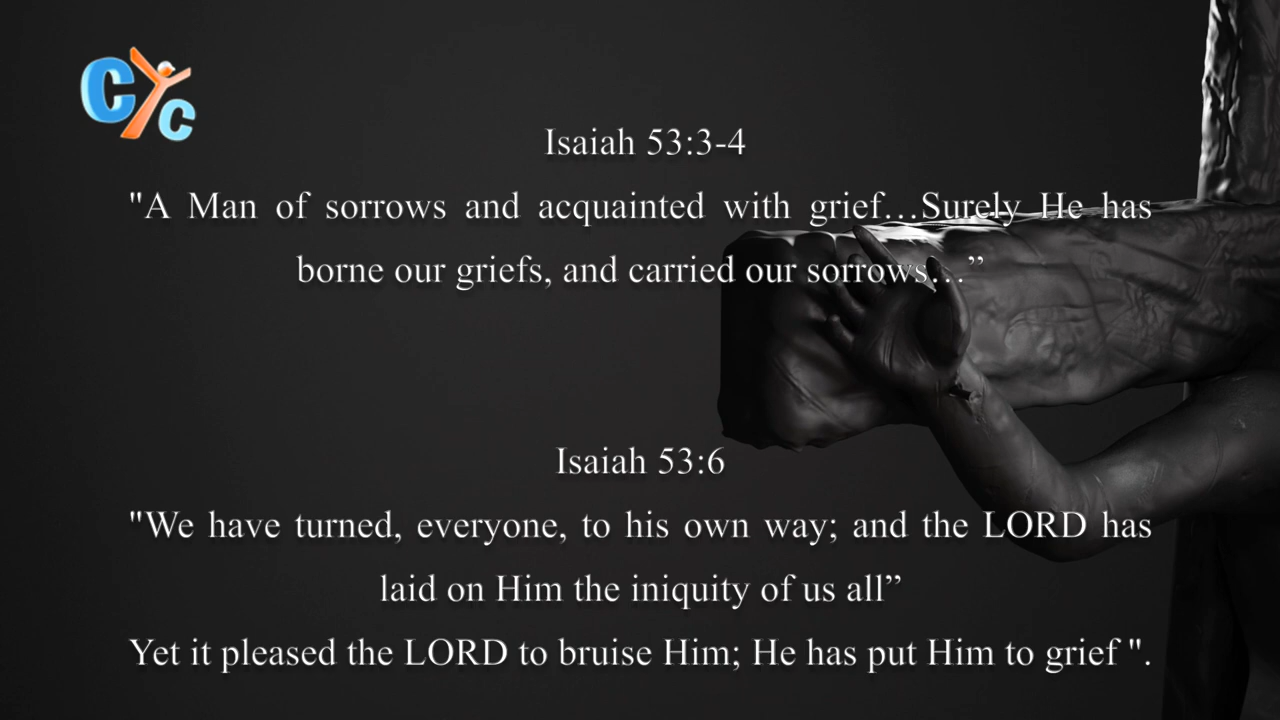 CYC
Isaiah 53:3-4
"A Man of sorrows and acquainted with grief…Surely He has
borne our griefs, and carried our sorrows…”
Isaiah 53:6
"We have turned, everyone, to his own way; and the LORD has
laid on Him the iniquity of us all”
Yet it pleased the LORD to bruise Him; He has put Him to grief ".